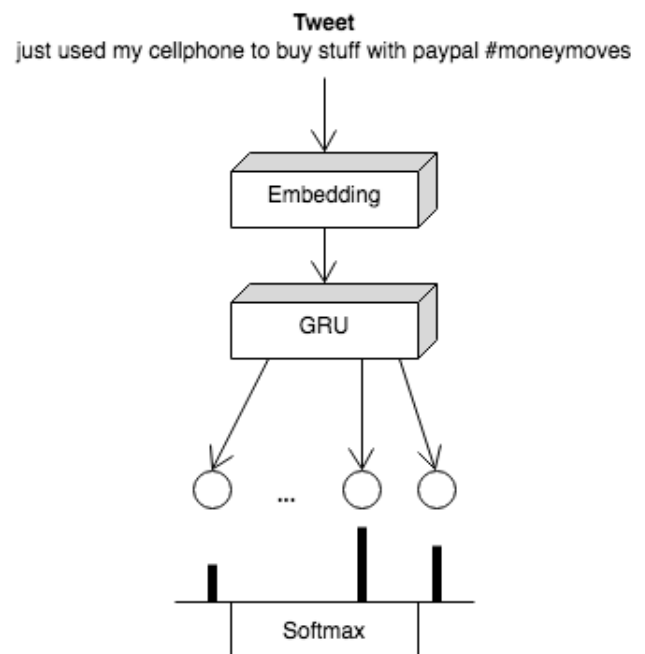 Tweet
just used my cellphone to buy stuff with paypal #moneymoves
Embedding
GRU
...
Softmax